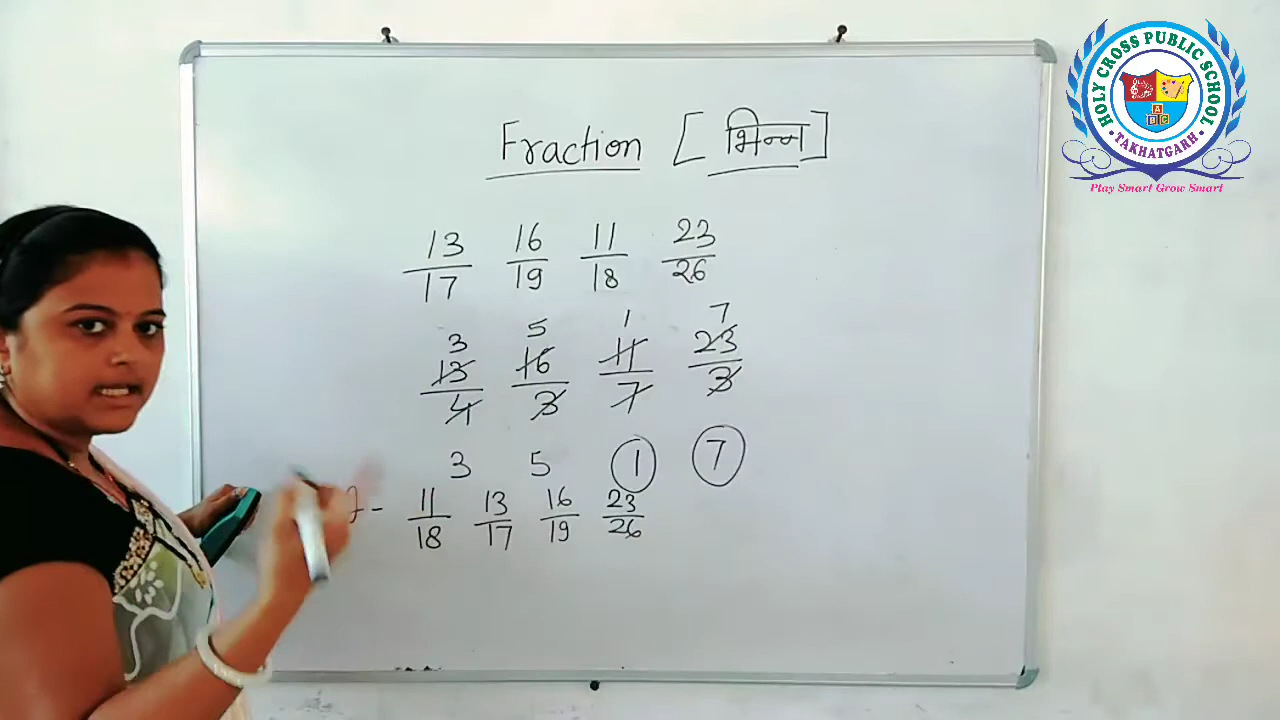 Fraction [ भिन्न ]
13/17 16/19 11/18 23/26
3 5 1 7
13/4 16/3 11/7 23/3
3 5 1 7
- 11/18 13/17 16/19 23/26
HOLY CROSS PUBLIC SCHOOL
• TAKHATGARH •
A
D C
Play Smart Grow Smart